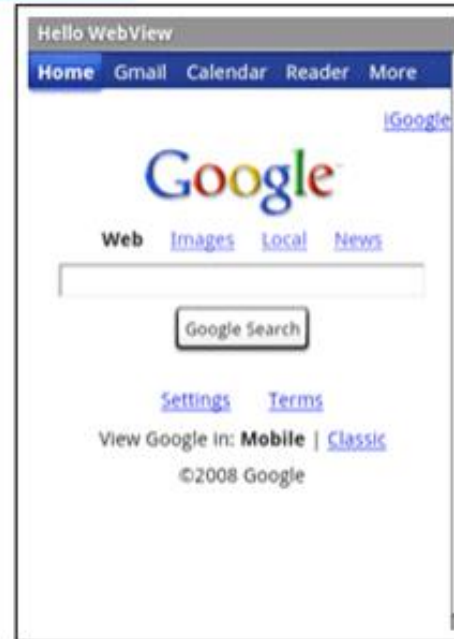 Hello WebView
Home Gmail Calendar Reader More
iGoogle
Google™
Web Images Local News
Google Search
Settings Terms
View Google in: Mobile | Classic
©2008 Google